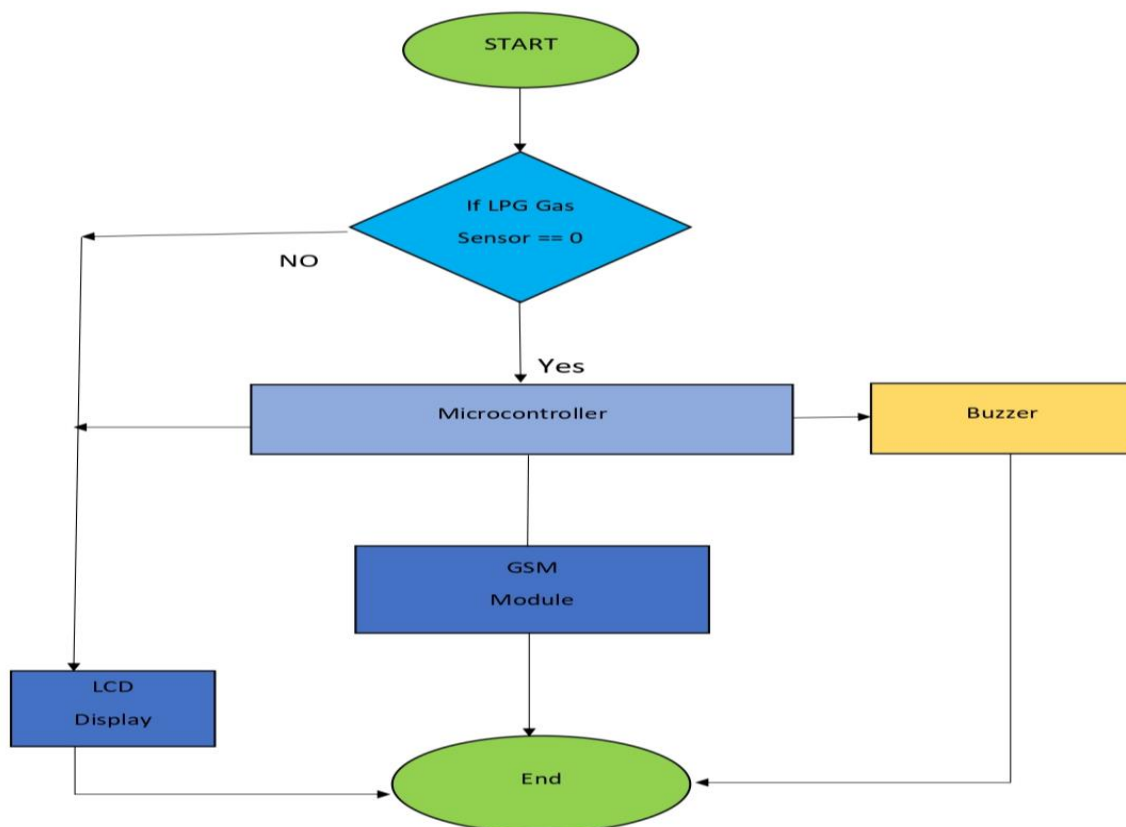 START
If LPG Gas
Sensor == 0
NO
Yes
Microcontroller
Buzzer
GSM
Module
LCD
Display
End